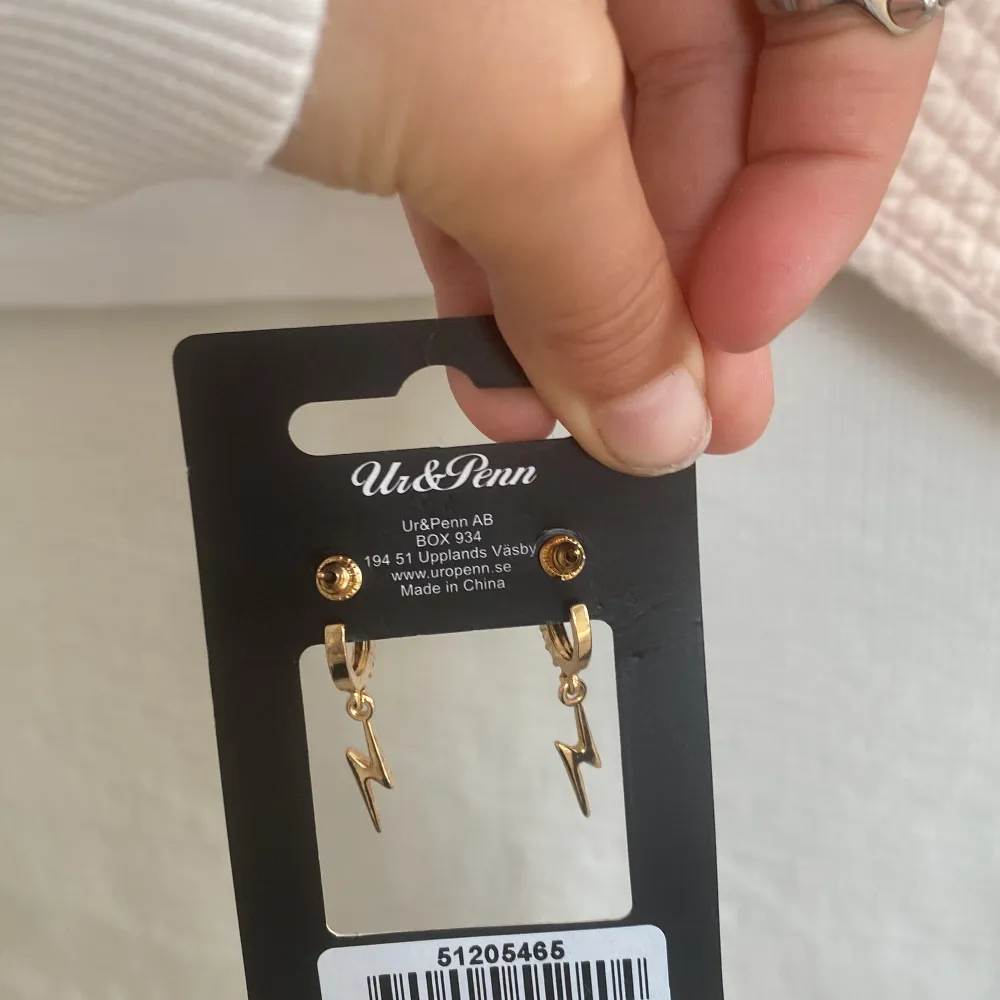 Ur&Penn
Ur&Penn AB
BOX 934
194 51 Upplands Väsby
www.uropenn.se
Made in China
51205465